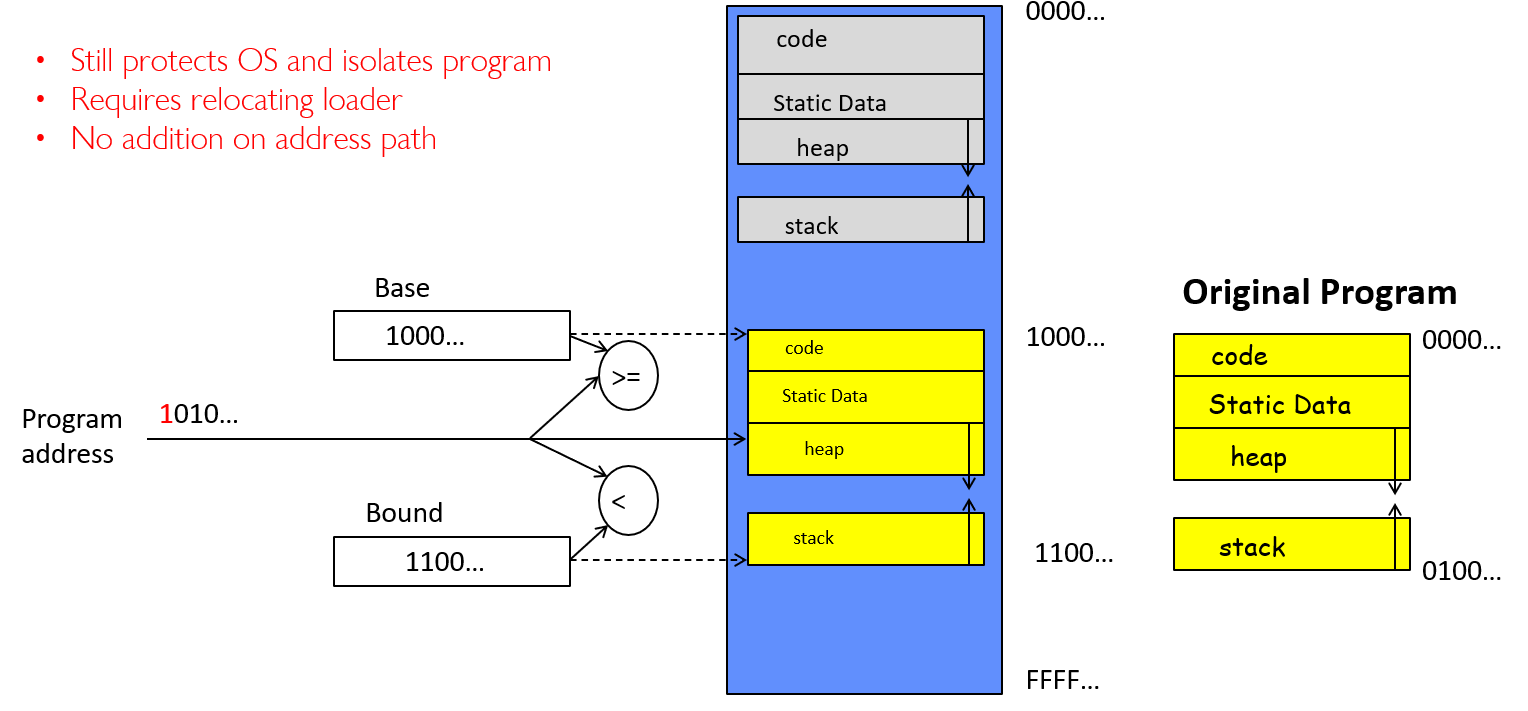 • Still protects OS and isolates program
• Requires relocating loader
• No addition on address path
0000...
code
Static Data
heap
stack
Base
1000...
>=
Program
address
1010...
<
Bound
1100...
code
Static Data
heap
stack
1000...
1100...
FFFF...
Original Program
code
Static Data
heap
stack
0000...
0100...